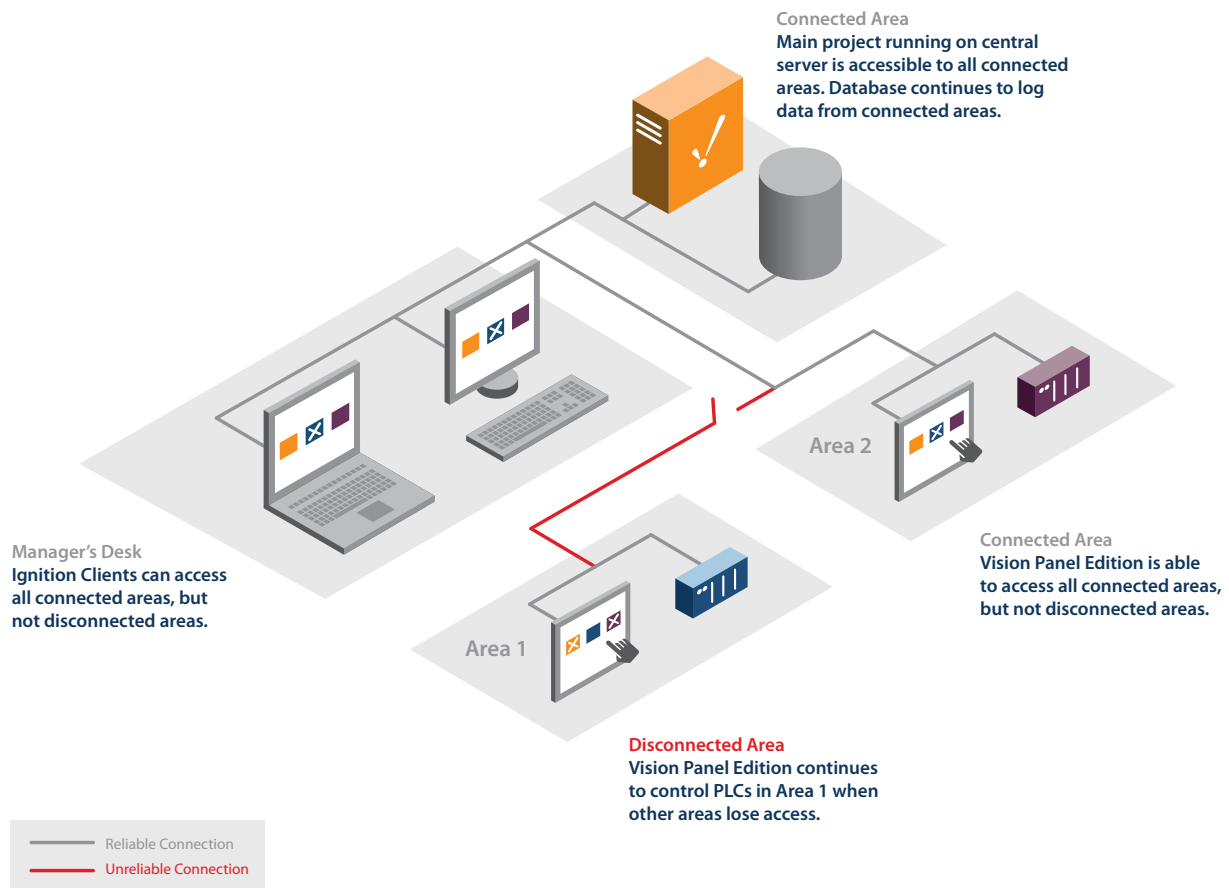 Connected Area
Main project running on central
server is accessible to all connected
areas. Database continues to log
data from connected areas.
Area 2
Manager’s Desk
Ignition Clients can access
all connected areas, but
not disconnected areas.
Connected Area
Vision Panel Edition is able
to access all connected areas,
but not disconnected areas.
Area 1
Disconnected Area
Vision Panel Edition continues
to control PLCs in Area 1 when
other areas lose access.
Reliable Connection
Unreliable Connection